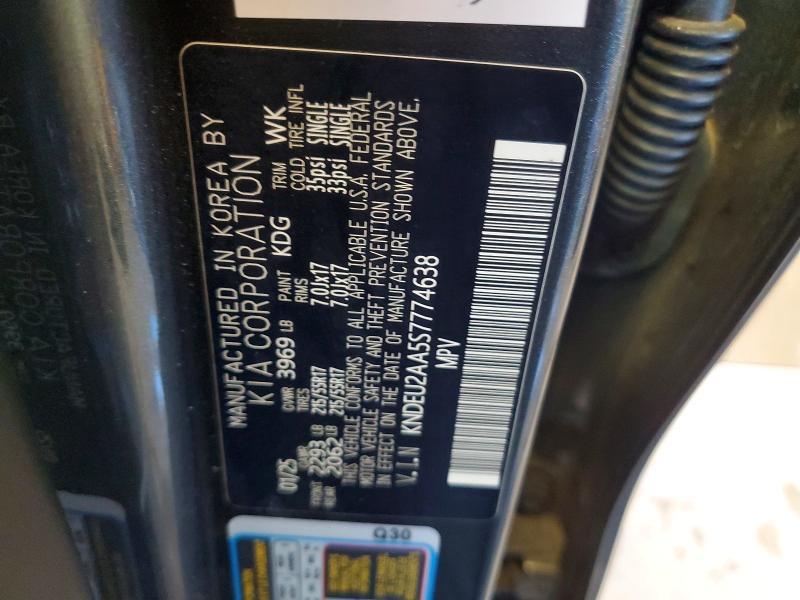 MANUFACTURED IN KOREA BY
KIA CORPORATION
01/25 GVWR 3969 LB PAINT KDG TRIM WK
GAWR TIRES RIMS COLD TIRE INFL
FRONT 2293 LB 215/55R17 7.0Jx17 35psi SINGLE
REAR 2062 LB 215/55R17 7.0Jx17 33psi SINGLE
THIS VEHICLE CONFORMS TO ALL APPLICABLE U.S.A. FEDERAL
MOTOR VEHICLE SAFETY AND THEFT PREVENTION STANDARDS
IN EFFECT ON THE DATE OF MANUFACTURE SHOWN ABOVE.
V.I.N KNDEU2AA5S7774638
MPV
Q30